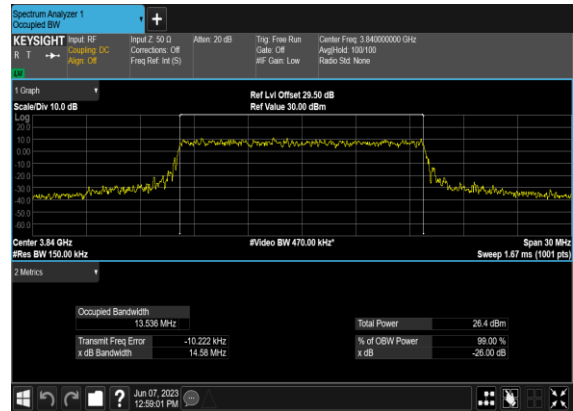 Spectrum Analyzer 1
Occupied BW
KEYSIGHT
R T
LW
Input: RF
Coupling: DC
Align: Off
Input Z: 50 Ω
Corrections: Off
Freq Ref: Int (S)
Atten: 20 dB
Trig: Free Run
Gate: Off
#IF Gain: Low
Center Freq: 3.840000000 GHz
Avg|Hold: 100/100
Radio Std: None
1 Graph
Scale/Div 10.0 dB
Ref Lvl Offset 29.50 dB
Ref Value 30.00 dBm
Log
20.0
10.0
0.00
-10.0
-20.0
-30.0
-40.0
-50.0
-60.0
Center 3.84 GHz
#Res BW 150.00 kHz
#Video BW 470.00 kHz*
Span 30 MHz
Sweep 1.67 ms (1001 pts)
2 Metrics
Occupied Bandwidth
13.536 MHz
Transmit Freq Error -10.222 kHz
x dB Bandwidth 14.58 MHz
Total Power 26.4 dBm
% of OBW Power 99.00 %
x dB -26.00 dB
?
Jun 07, 2023
12:59:01 PM